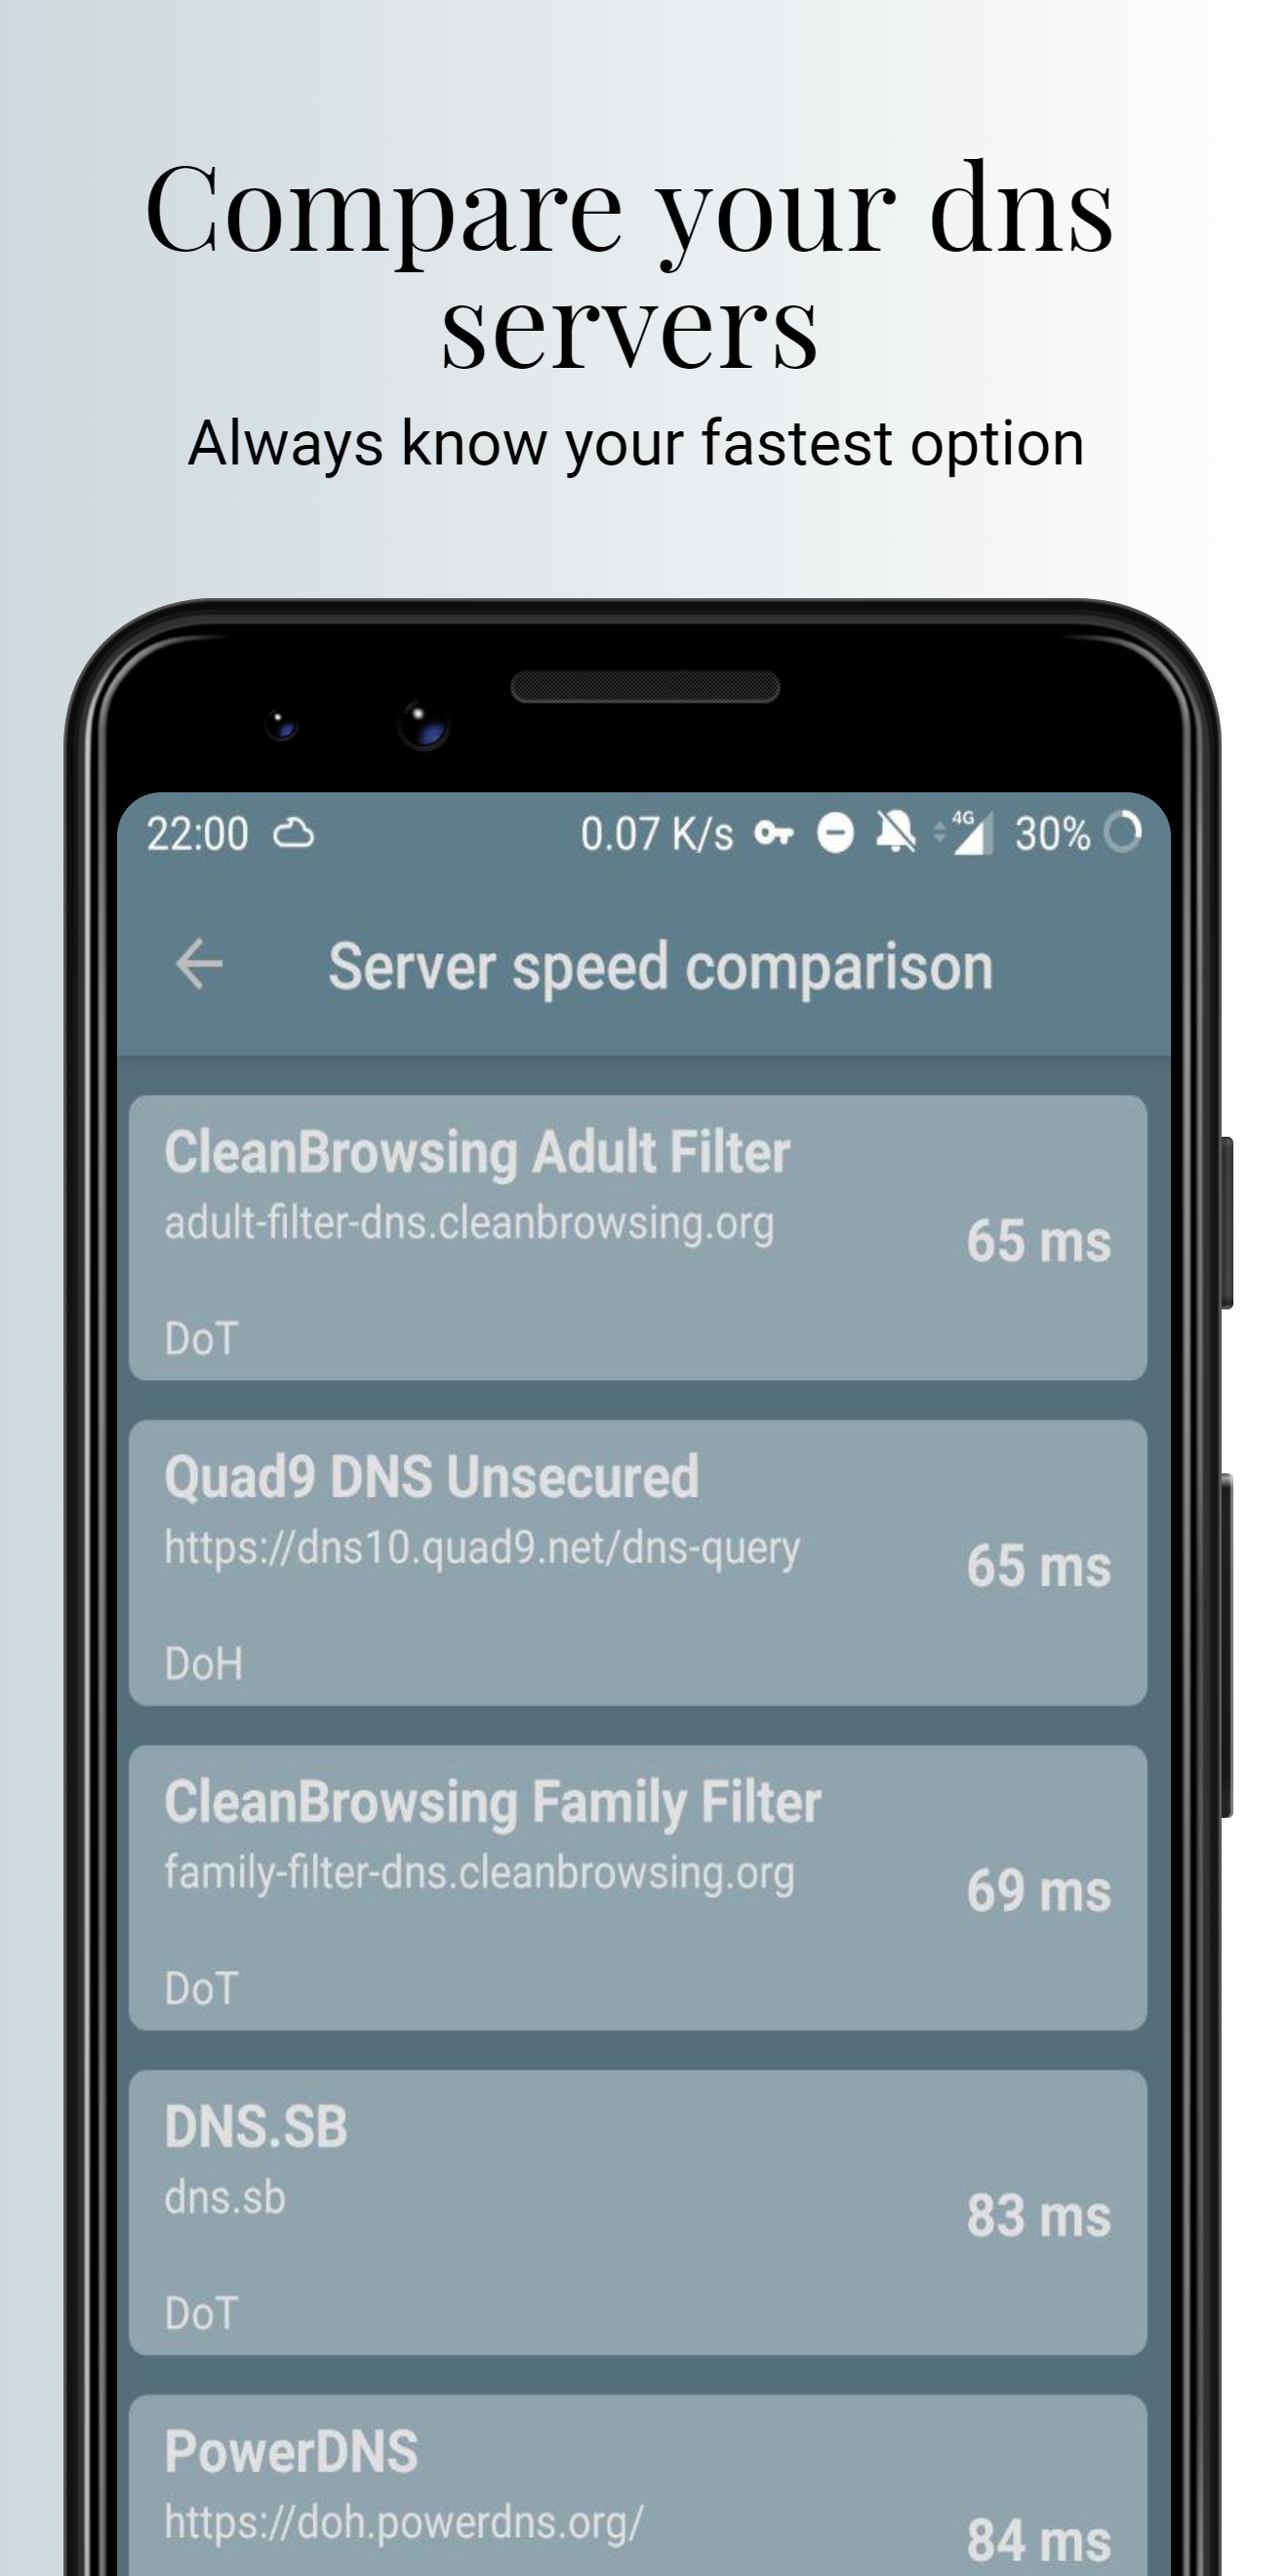 Compare your dns
servers
Always know your fastest option
22:00 0.07 K/s 4G 30%
Server speed comparison
CleanBrowsing Adult Filter
adult-filter-dns.cleanbrowsing.org
65 ms
DoT
Quad9 DNS Unsecured
https://dns10.quad9.net/dns-query
65 ms
DoH
CleanBrowsing Family Filter
family-filter-dns.cleanbrowsing.org
69 ms
DoT
DNS.SB
dns.sb
83 ms
DoT
PowerDNS
https://doh.powerdns.org/
84 ms